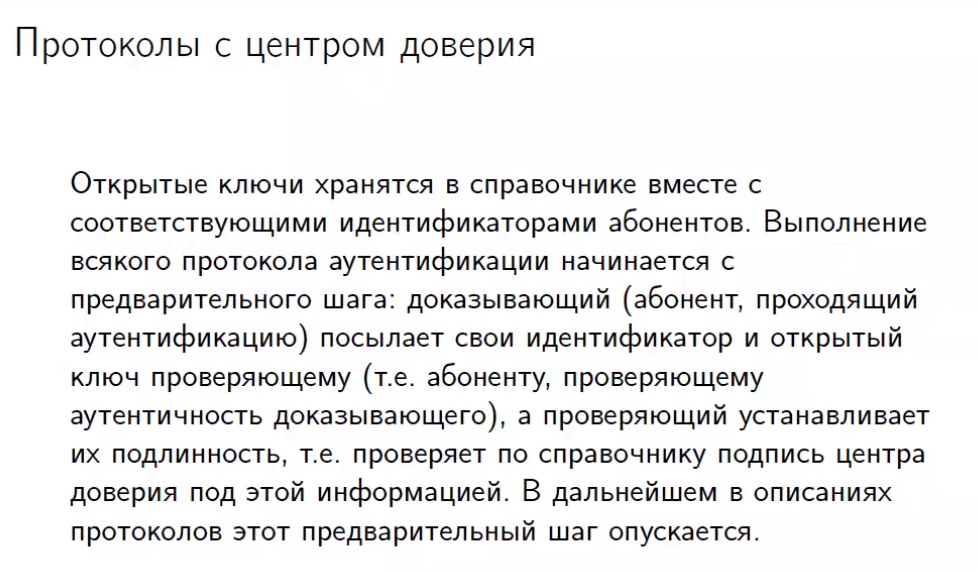 Протоколы с центром доверия
Открытые ключи хранятся в справочнике вместе с
соответствующими идентификаторами абонентов. Выполнение
всякого протокола аутентификации начинается с
предварительного шага: доказывающий (абонент, проходящий
аутентификацию) посылает свои идентификатор и открытый
ключ проверяющему (т.е. абоненту, проверяющему
аутентичность доказывающего), а проверяющий устанавливает
их подлинность, т.е. проверяет по справочнику подпись центра
доверия под этой информацией. В дальнейшем в описаниях
протоколов этот предварительный шаг опускается.